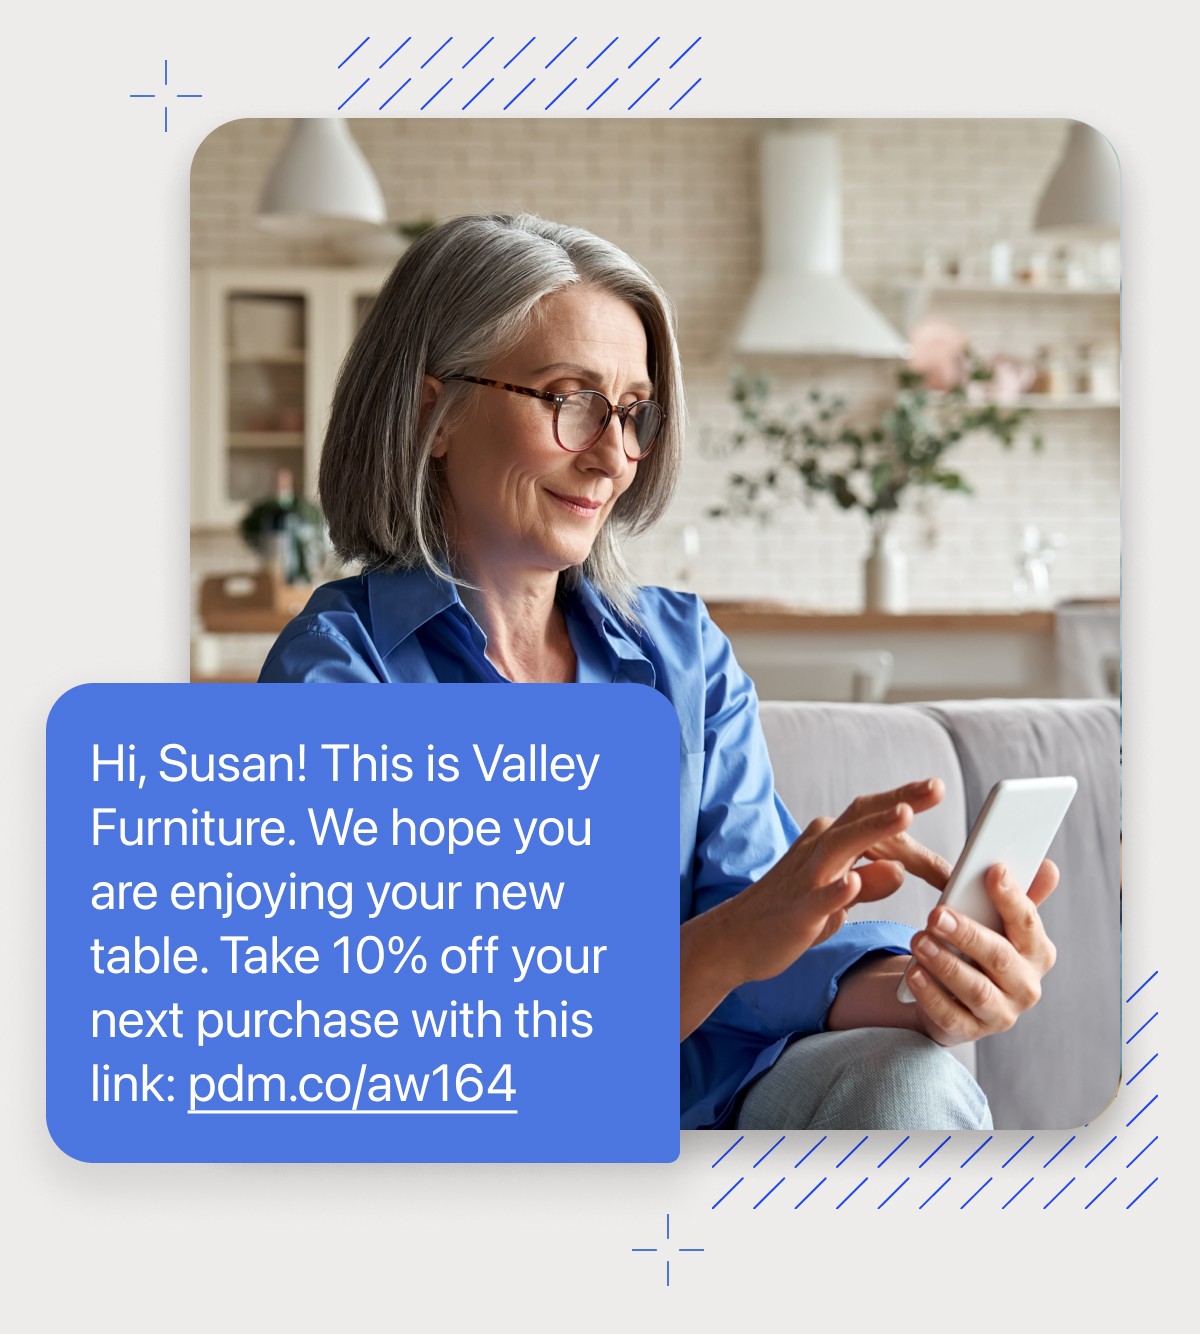 Hi, Susan! This is Valley
Furniture. We hope you
are enjoying your new
table. Take 10% off your
next purchase with this
link: pdm.co/aw164